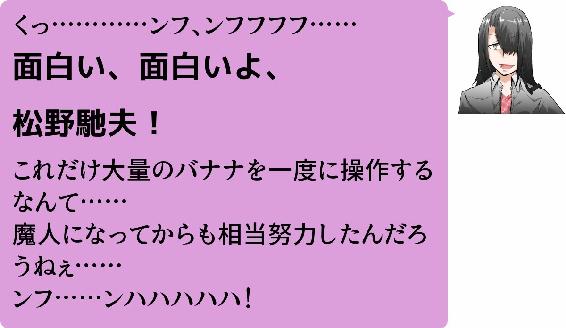 くっ…………ンフ、ンフフフフ……
面白い、面白いよ、
松野馳夫！
これだけ大量のバナナを一度に操作する
なんて……
魔人になってからも相当努力したんだろ
うねぇ……
ンフ……ンハハハハハ！